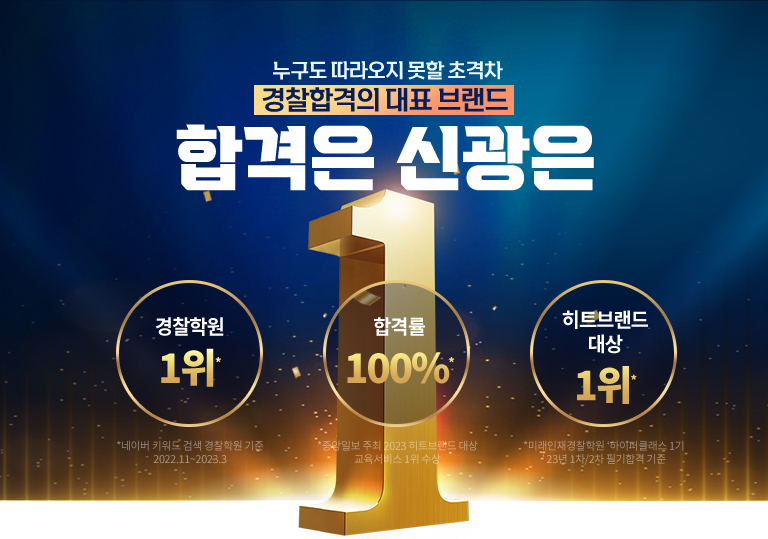 누구도 따라오지 못할 초격차
경찰합격의 대표 브랜드
합격은 신광은
1
경찰학원
1위*
*네이버 키워드 검색 경찰학원 기준
2022.11~2023.3
합격률
100%*
*중앙일보 주최 2023 히트브랜드 대상
교육서비스 1위 수상
히트브랜드
대상
1위*
*미래인재경찰학원 '하이퍼클래스 1기
23년 1차/2차 필기합격 기준